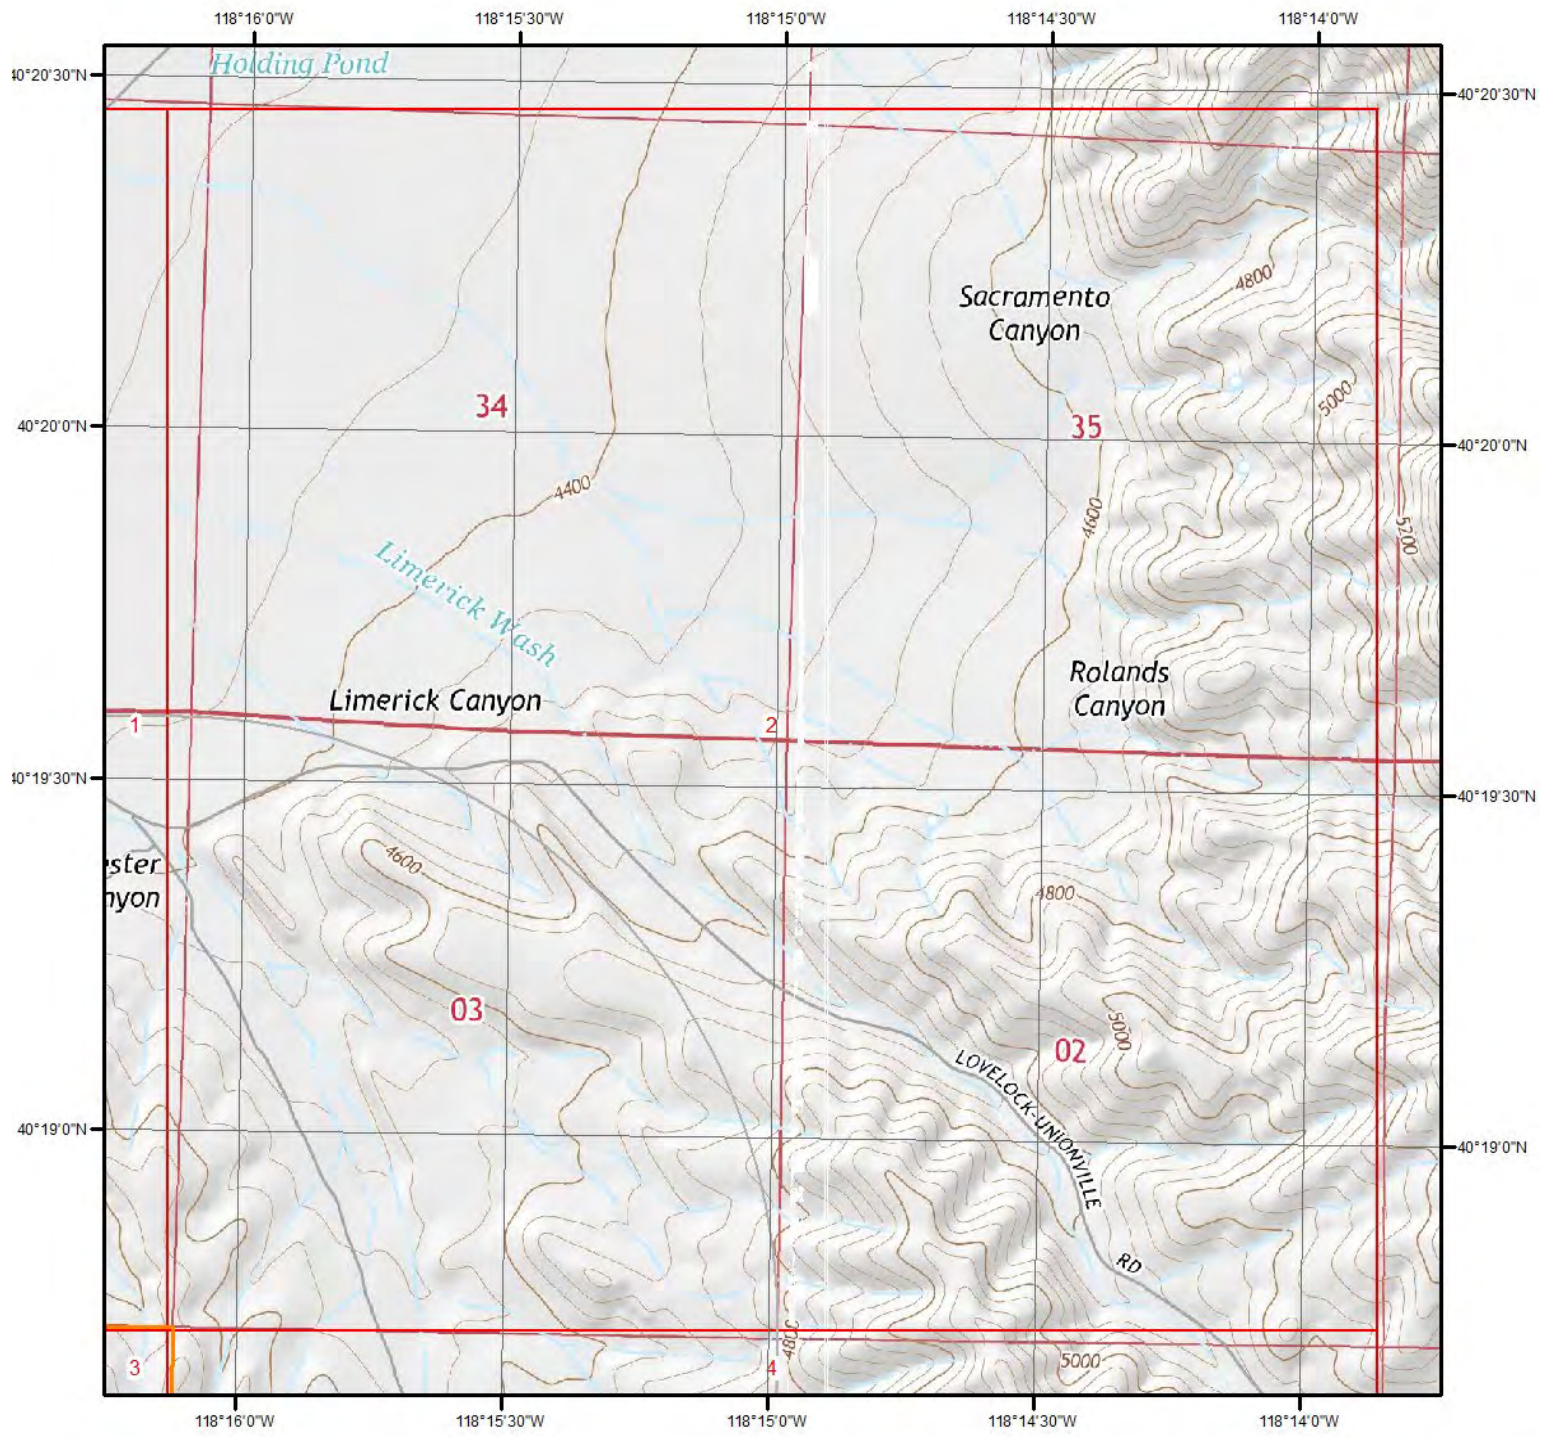 118°16'0"W 118°15'30"W 118°15'0"W 118°14'30"W 118°14'0"W
Holding Pond
40°20'30"N
40°20'30"N
4800
Sacramento
Canyon
5000
34
35
40°20'0"N
40°20'0"N
4400
4600
5200
Limerick Wash
Rolands
Canyon
Limerick Canyon
1
2
40°19'30"N
40°19'30"N
4600
ster
nyon
4800
03
5000
02
LOVELOCK-UNIONVILLE
RD
40°19'0"N
40°19'0"N
4800
3
4
5000
118°16'0"W 118°15'30"W 118°15'0"W 118°14'30"W 118°14'0"W